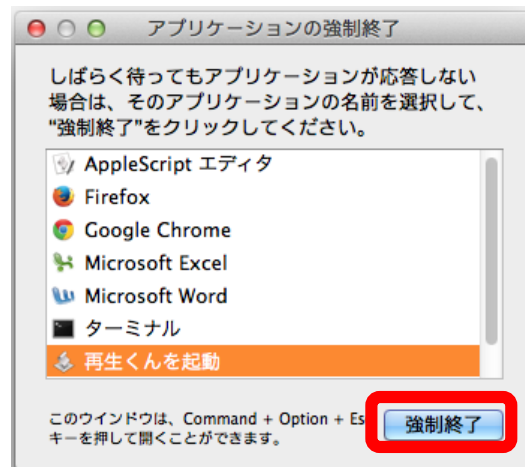 アプリケーションの強制終了
しばらく待ってもアプリケーションが応答しない
場合は、そのアプリケーションの名前を選択して、
"強制終了"をクリックしてください。
AppleScript エディタ
Firefox
Google Chrome
Microsoft Excel
Microsoft Word
ターミナル
再生くんを起動
このウインドウは、Command + Option + Es
キーを押して開くことができます。
強制終了